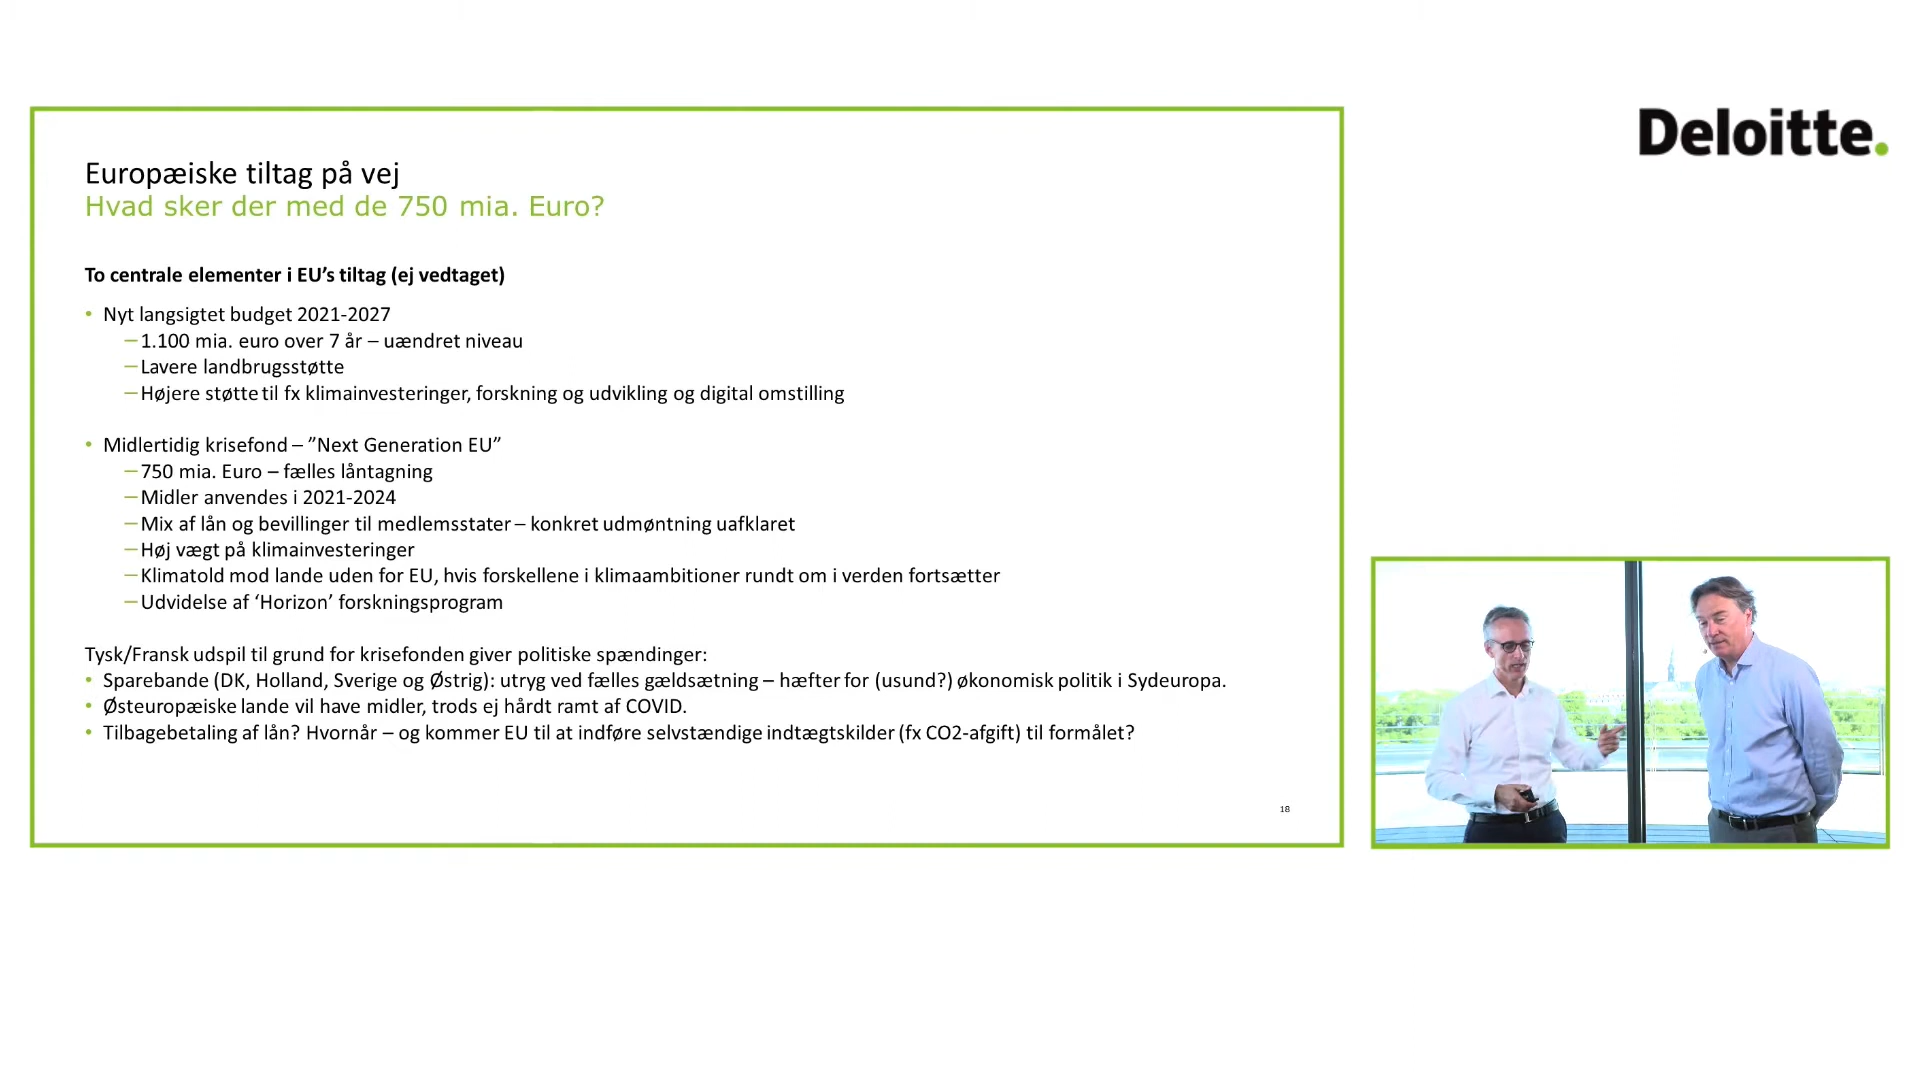 Deloitte.
Europæiske tiltag på vej
Hvad sker der med de 750 mia. Euro?
To centrale elementer i EU’s tiltag (ej vedtaget)
• Nyt langsigtet budget 2021-2027
–1.100 mia. euro over 7 år – uændret niveau
–Lavere landbrugsstøtte
–Højere støtte til fx klimainvesteringer, forskning og udvikling og digital omstilling
• Midlertidig krisefond – ”Next Generation EU”
–750 mia. Euro – fælles låntagning
–Midler anvendes i 2021-2024
–Mix af lån og bevillinger til medlemsstater – konkret udmøntning uafklaret
–Høj vægt på klimainvesteringer
–Klimatold mod lande uden for EU, hvis forskellene i klimaambitioner rundt om i verden fortsætter
–Udvidelse af ‘Horizon’ forskningsprogram
Tysk/Fransk udspil til grund for krisefonden giver politiske spændinger:
• Sparebande (DK, Holland, Sverige og Østrig): utryg ved fælles gældsætning – hæfter for (usund?) økonomisk politik i Sydeuropa.
• Østeuropæiske lande vil have midler, trods ej hårdt ramt af COVID.
• Tilbagebetaling af lån? Hvornår – og kommer EU til at indføre selvstændige indtægtskilder (fx CO2-afgift) til formålet?
18